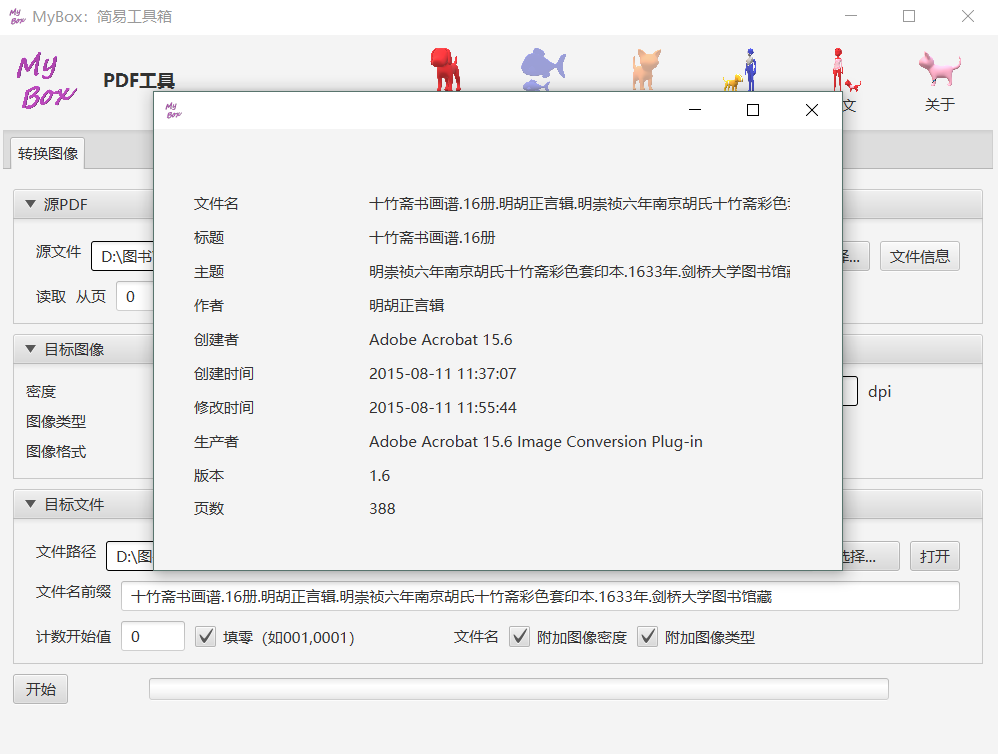 MyBox：简易工具箱
My Box
PDF工具
文
关于
转换图像
源PDF
源文件 D:\图书
文件信息
读取 从页 0
目标图像
密度 dpi
图像类型
图像格式
目标文件
文件路径 D:\图
选择... 打开
文件名前缀 十竹斋书画谱.16册.明胡正言辑.明崇祯六年南京胡氏十竹斋彩色套印本.1633年.剑桥大学图书馆藏
计数开始值 0 填零（如001,0001） 文件名 附加图像密度 附加图像类型
开始
My Box
文件名 十竹斋书画谱.16册.明胡正言辑.明崇祯六年南京胡氏十竹斋彩色
标题 十竹斋书画谱.16册
主题 明崇祯六年南京胡氏十竹斋彩色套印本.1633年.剑桥大学图书馆
作者 明胡正言辑
创建者 Adobe Acrobat 15.6
创建时间 2015-08-11 11:37:07
修改时间 2015-08-11 11:55:44
生产者 Adobe Acrobat 15.6 Image Conversion Plug-in
版本 1.6
页数 388